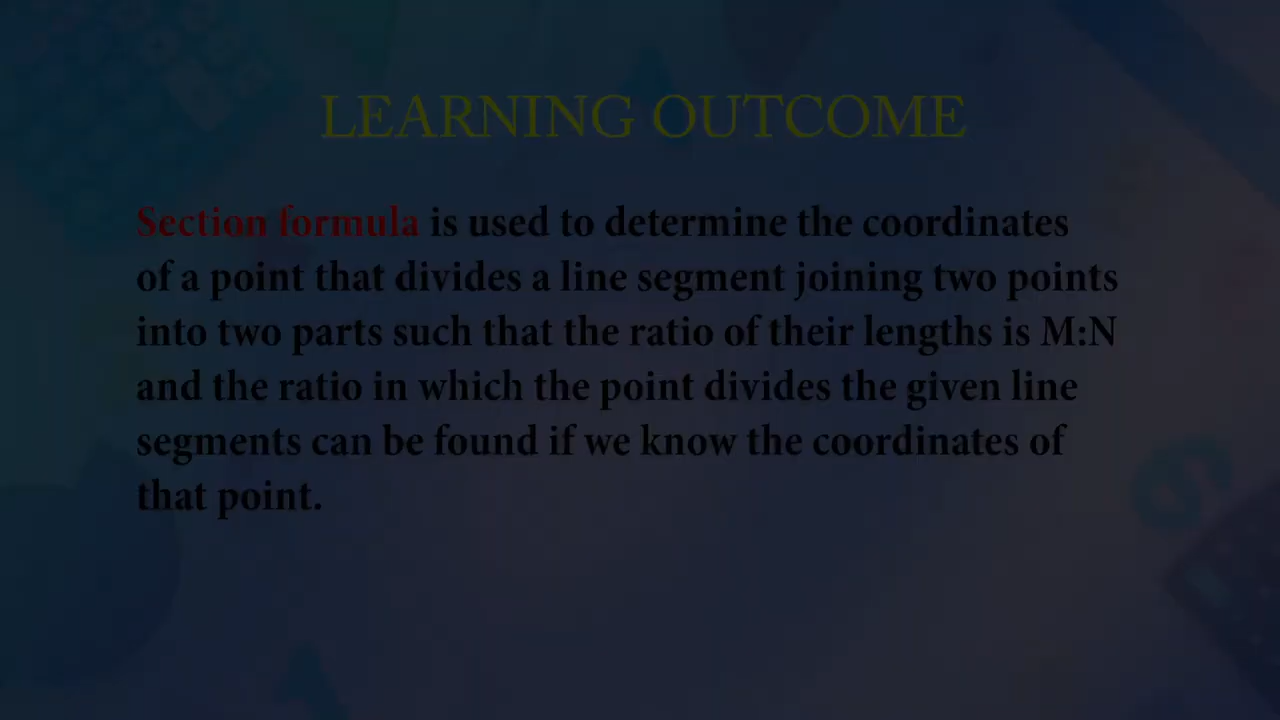 LEARNING OUTCOME
Section formula is used to determine the coordinates
of a point that divides a line segment joining two points
into two parts such that the ratio of their lengths is M:N
and the ratio in which the point divides the given line
segments can be found if we know the coordinates of
that point.